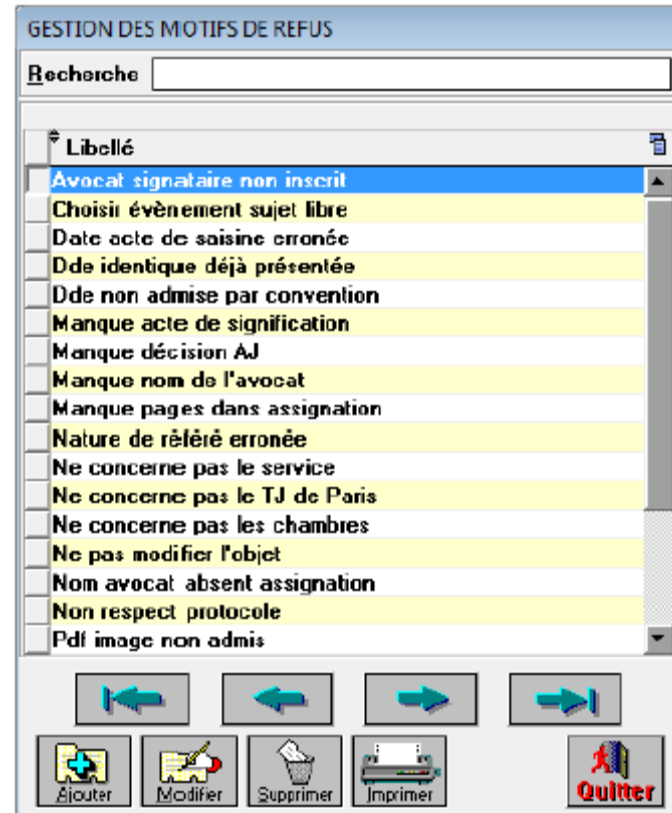 GESTION DES MOTIFS DE REFUS
Recherche
Libellé
Avocat signataire non inscrit
Choisir évènement sujet libre
Date acte de saisine erronée
Dde identique déjà présentée
Dde non admise par convention
Manque acte de signification
Manque décision AJ
Manque nom de l'avocat
Manque pages dans assignation
Nature de référé erronée
Ne concerne pas le service
Ne concerne pas le TJ de Paris
Ne concerne pas les chambres
Ne pas modifier l'objet
Nom avocat absent assignation
Non respect protocole
Pdf image non admis
Ajouter Modifier Supprimer Imprimer Quitter